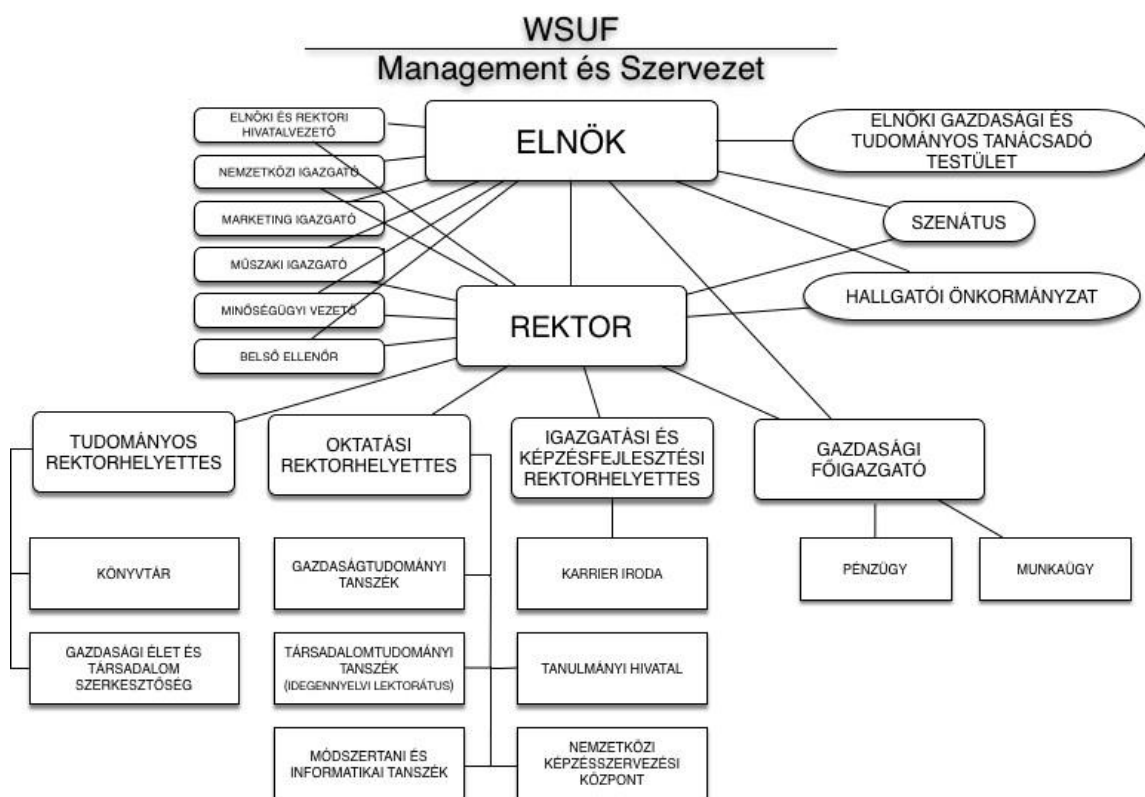 WSUF
Management és Szervezet
ELNÖKI ÉS REKTORI
HIVATALVEZETŐ
NEMZETKÖZI IGAZGATÓ
MARKETING IGAZGATÓ
MŰSZAKI IGAZGATÓ
MINŐSÉGÜGYI VEZETŐ
BELSŐ ELLENŐR
ELNÖK
ELNÖKI GAZDASÁGI ÉS
TUDOMÁNYOS TANÁCSADÓ
TESTÜLET
SZENÁTUS
HALLGATÓI ÖNKORMÁNYZAT
REKTOR
TUDOMÁNYOS
REKTORHELYETTES
OKTATÁSI
REKTORHELYETTES
IGAZGATÁSI ÉS
KÉPZÉSFEJLESZTÉSI
REKTORHELYETTES
GAZDASÁGI
FŐIGAZGATÓ
KÖNYVTÁR
GAZDASÁGTUDOMÁNYI
TANSZÉK
KARRIER IRODA
PÉNZÜGY
MUNKAÜGY
GAZDASÁGI ÉLET ÉS
TÁRSADALOM
SZERKESZTŐSÉG
TÁRSADALOMTUDOMÁNYI
TANSZÉK
(IDEGENNYELVI LEKTORÁTUS)
TANULMÁNYI HIVATAL
MÓDSZERTANI ÉS
INFORMATIKAI TANSZÉK
NEMZETKÖZI
KÉPZÉSSZERVEZÉSI
KÖZPONT